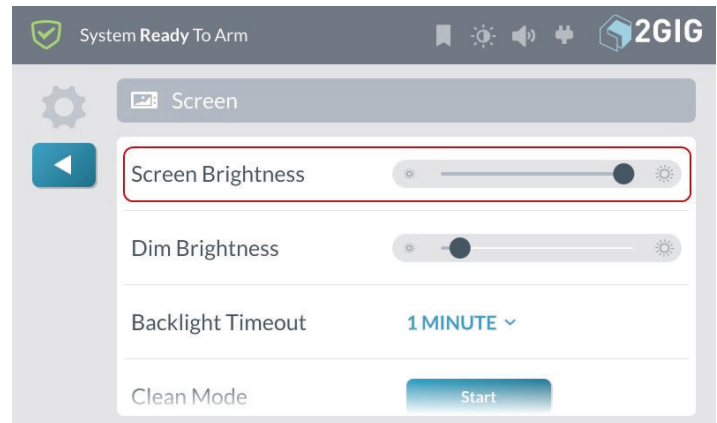 System Ready To Arm
2GIG
Screen
Screen Brightness
Dim Brightness
Backlight Timeout
1 MINUTE
Clean Mode
Start